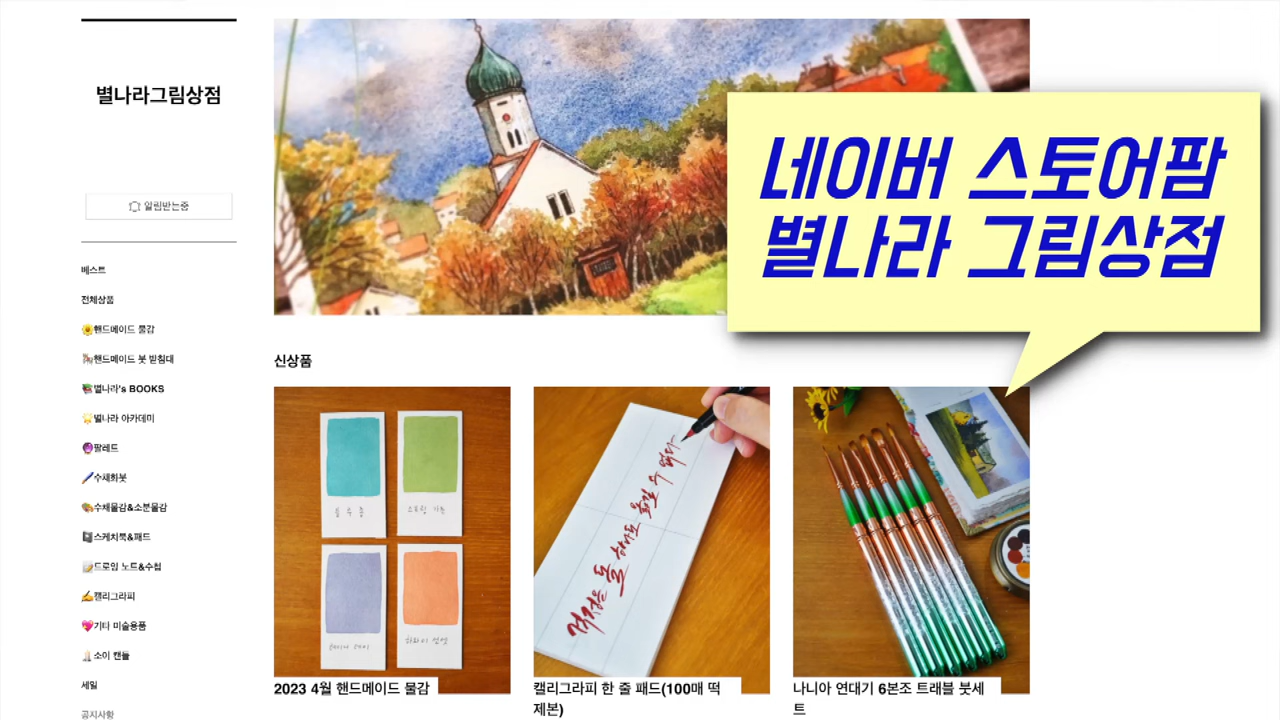 별나라그림상점
알림받는중
베스트
전체상품
핸드메이드 물감
핸드메이드 붓 받침대
별나라's BOOKS
별나라 아카데미
팔레트
수채화붓
수채물감&소분물감
스케치북&패드
드로잉 노트&수첩
캘리그라피
기타 미술용품
소이 캔들
세일
공지사항
네이버 스토어팜
별나라 그림상점
신상품
2023 4월 핸드메이드 물감
캘리그라피 한 줄 패드(100매 떡
제본)
나니아 연대기 6본조 트래블 붓세
트